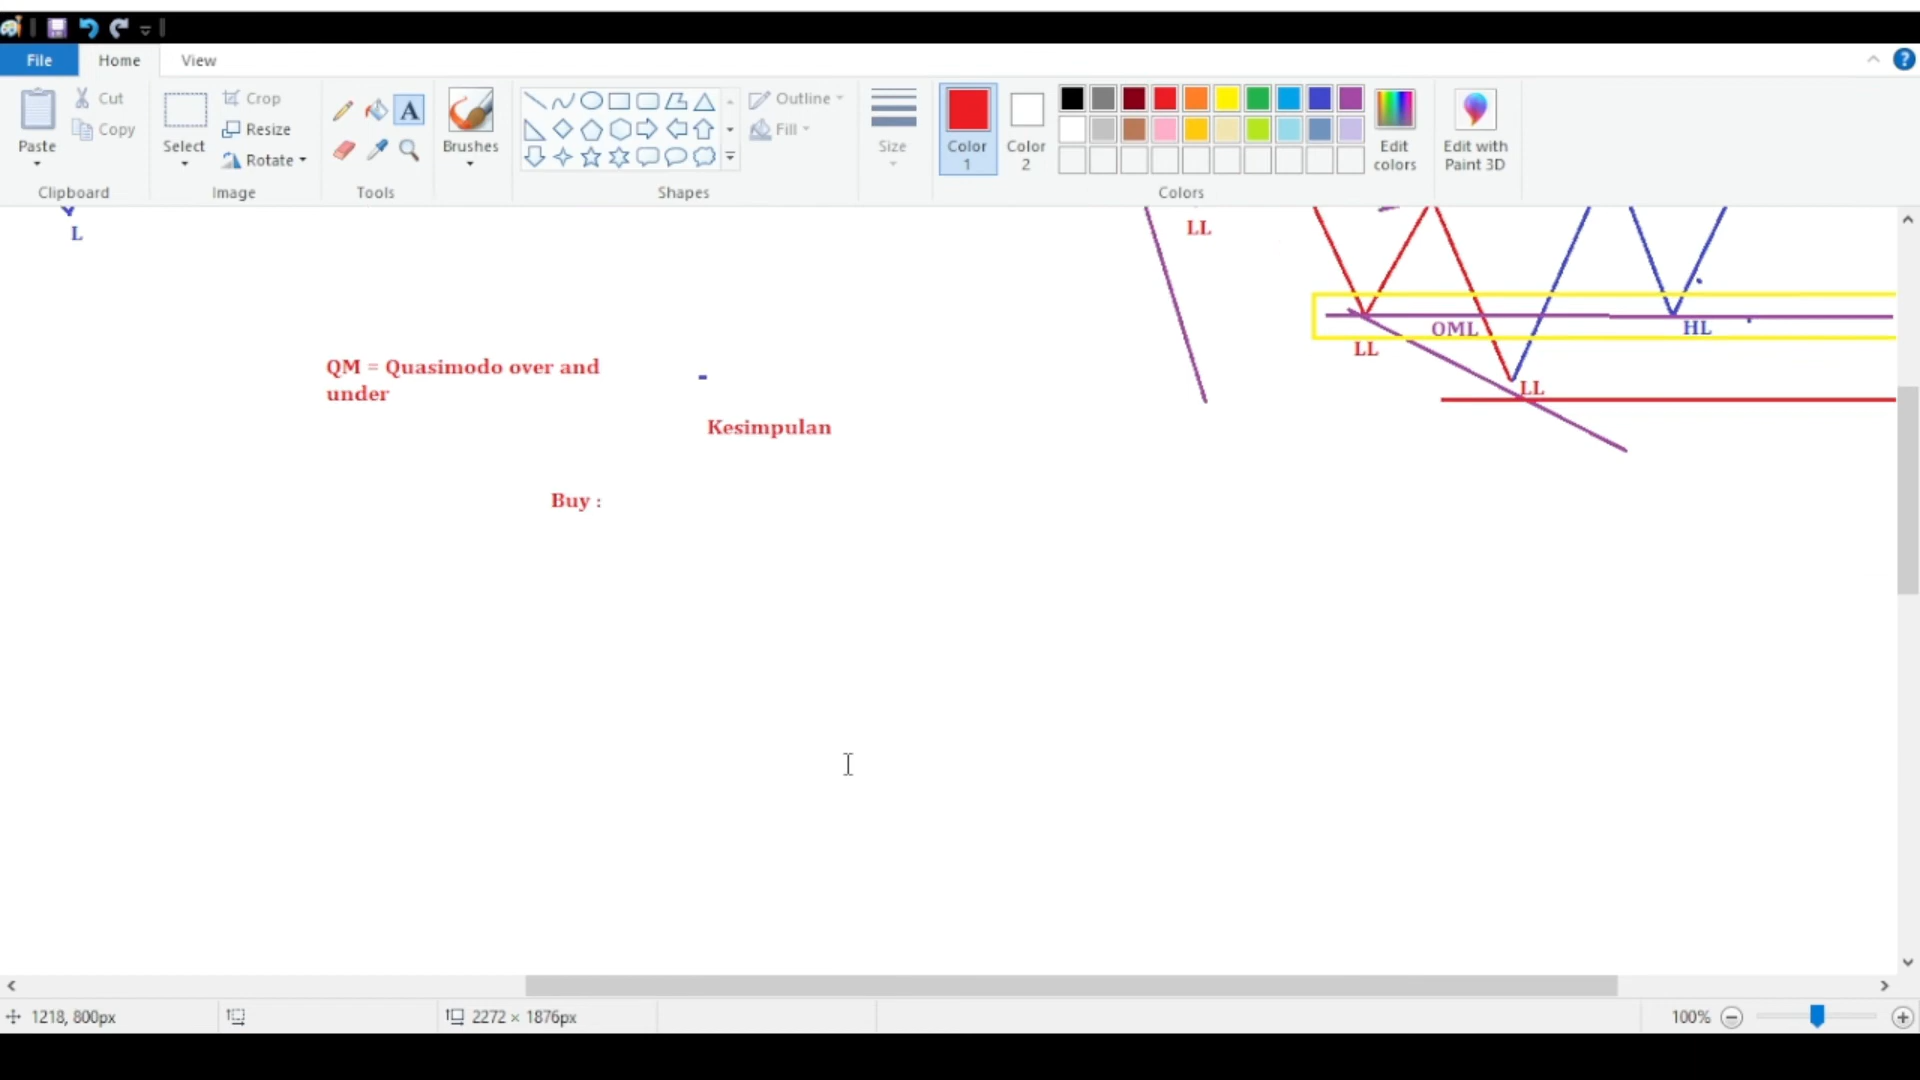 File Home View
Paste
Cut
Copy
Clipboard
Select
Crop
Resize
Rotate
Image
A
Tools
Brushes
Outline
Fill
Shapes
Size
Color 1
Color 2
Edit colors
Colors
Edit with Paint 3D
?
L
LL
OML
HL
LL
LL
QM = Quasimodo over and
under
Kesimpulan
Buy :
1218, 800px
2272 × 1876px
100%